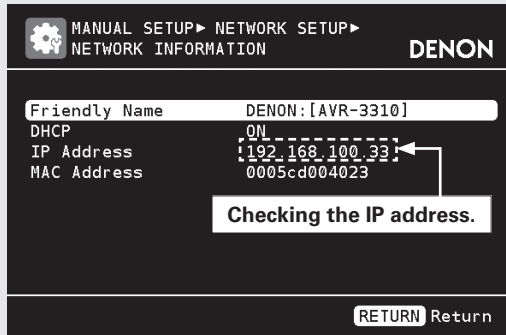 MANUAL SETUP▶ NETWORK SETUP▶
NETWORK INFORMATION
DENON
Friendly Name DENON:[AVR-3310]
DHCP ON
IP Address 192.168.100.33
MAC Address 0005cd004023
Checking the IP address.
RETURN Return